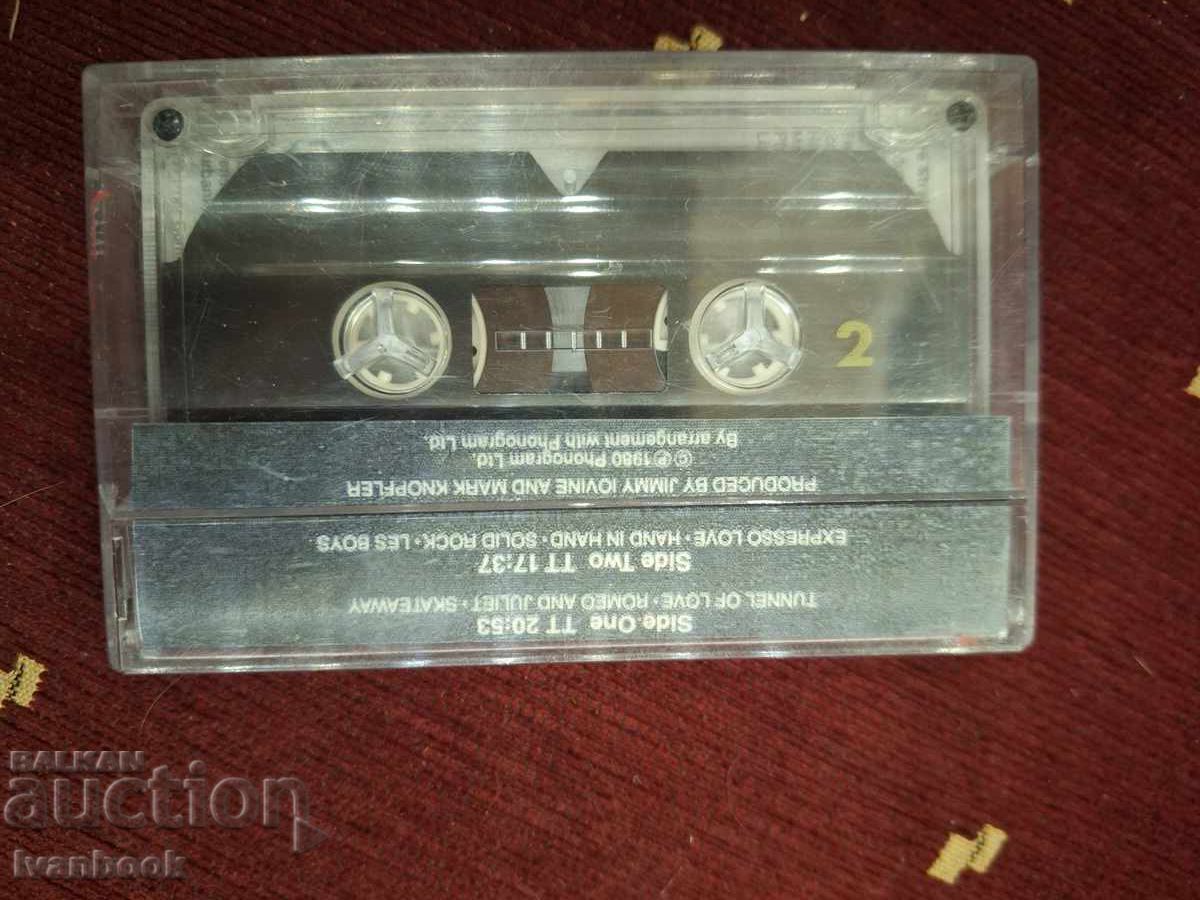 Side One TT 20:53
TUNNEL OF LOVE · ROMEO AND JULIET · SKATEAWAY
Side Two TT 17:37
EXPRESSO LOVE · HAND IN HAND · SOLID ROCK · LES BOYS
PRODUCED BY JIMMY IOVINE AND MARK KNOPFLER
©℗1980 Phonogram Ltd.
By arrangement with Phonogram Ltd.
2
BALKAN
auction
Ivanbook